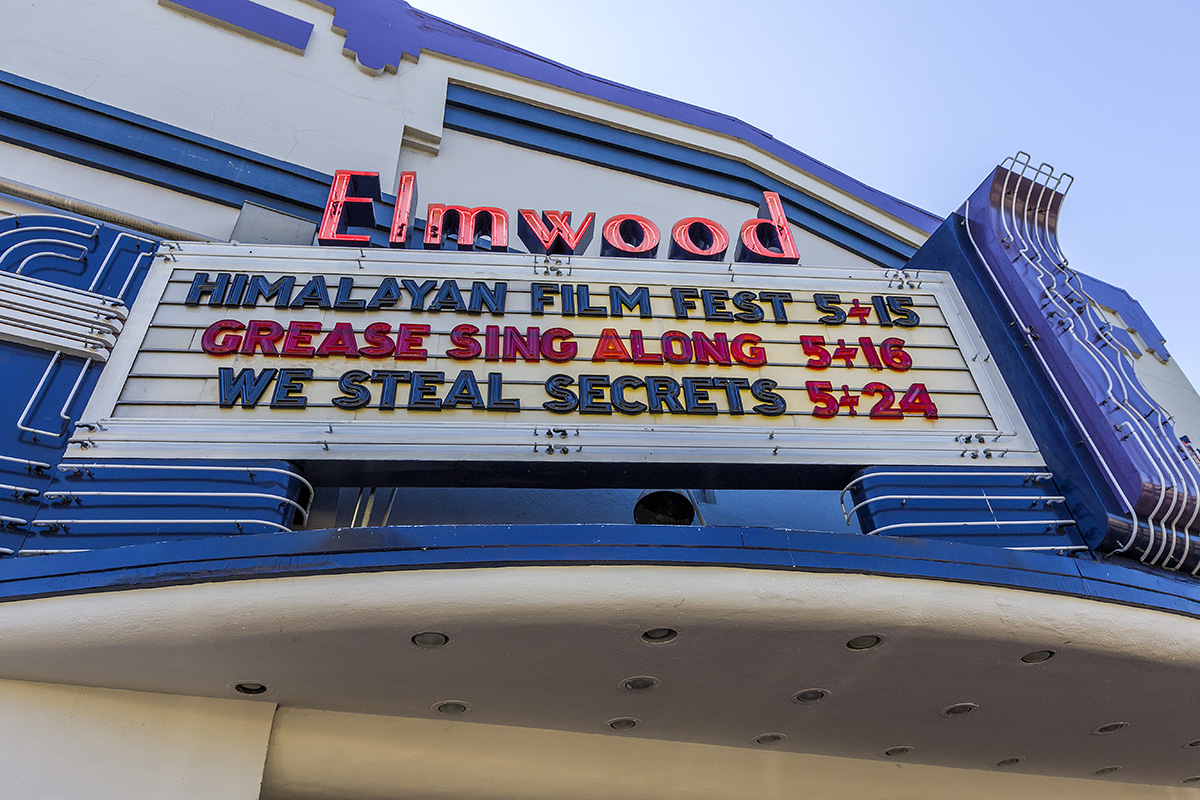 Elmwood
HIMALAYAN FILM FEST 5+15
GREASE SING ALONG 5+16
WE STEAL SECRETS 5+24